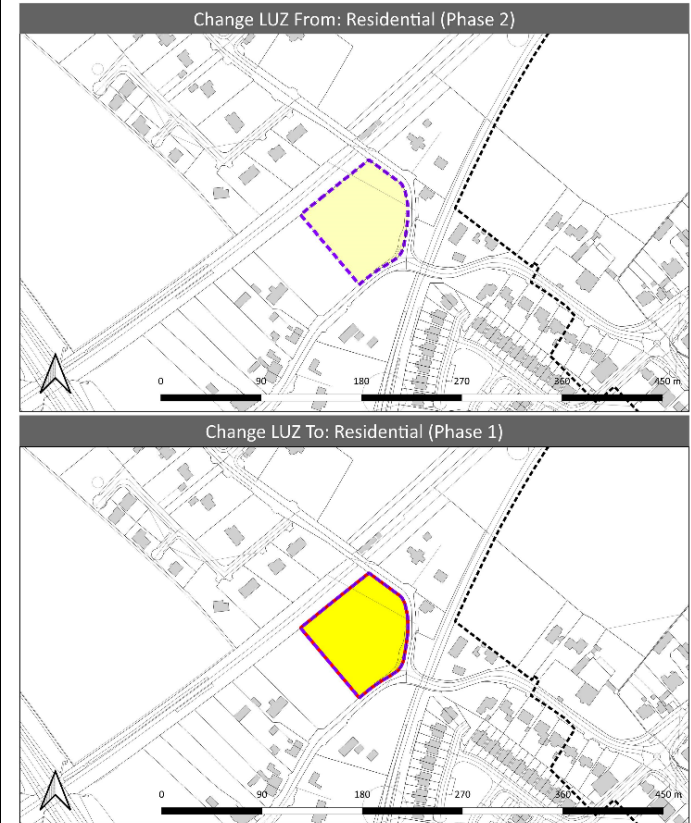 Change LUZ From: Residential (Phase 2)
0 90 180 270 360 450 m
Change LUZ To: Residential (Phase 1)
0 90 180 270 360 450 m